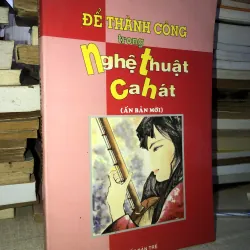 ĐỂ THÀNH CÔNG
trong
Nghệ thuật
Ca hát
(ẤN BẢN MỚI)